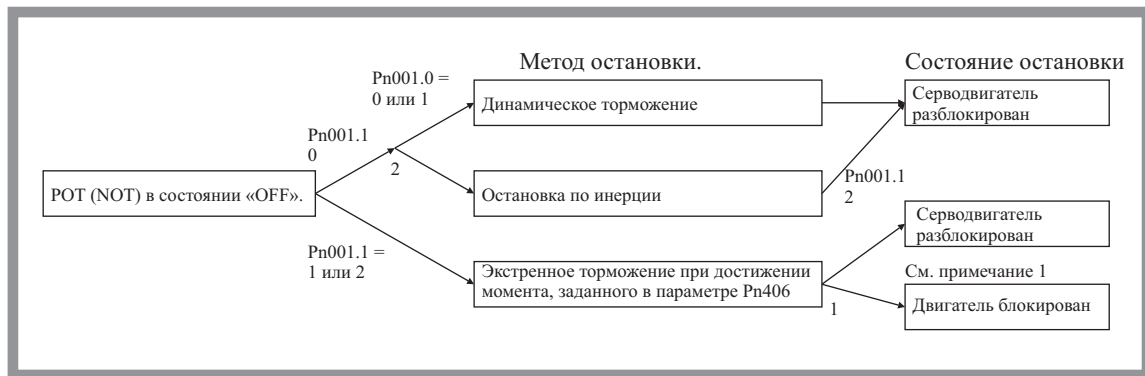 Метод остановки.
Состояние остановки
Pn001.0 =
0 или 1
Динамическое торможение
Серводвигатель
разблокирован
Pn001.1
0
2
POT (NOT) в состоянии «OFF».
Остановка по инерции
Pn001.1
2
Серводвигатель
разблокирован
Pn001.1 =
1 или 2
Экстренное торможение при достижении
момента, заданного в параметре Pn406
1
См. примечание 1
Двигатель блокирован